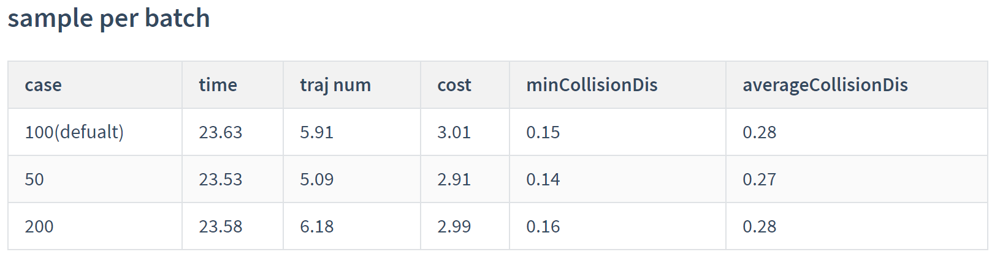 sample per batch
case time traj num cost minCollisionDis averageCollisionDis
100(defualt) 23.63 5.91 3.01 0.15 0.28
50 23.53 5.09 2.91 0.14 0.27
200 23.58 6.18 2.99 0.16 0.28